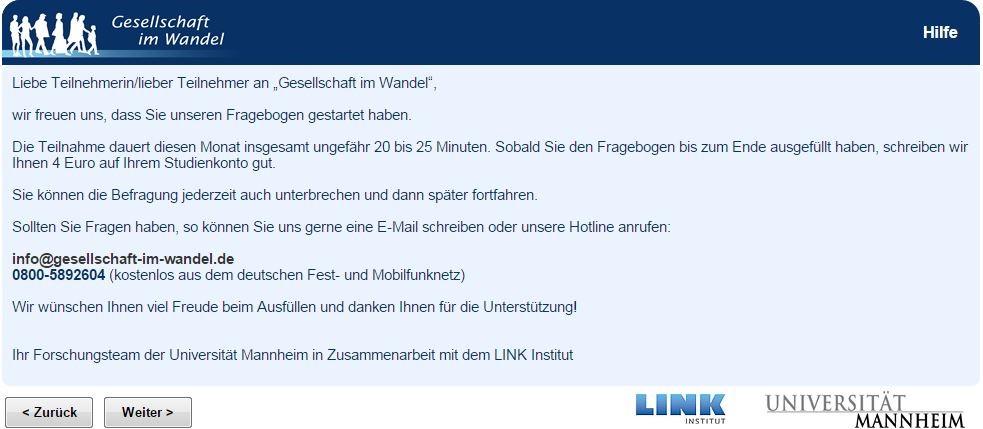 Gesellschaft
im Wandel
Hilfe
Liebe Teilnehmerin/lieber Teilnehmer an „Gesellschaft im Wandel“,
wir freuen uns, dass Sie unseren Fragebogen gestartet haben.
Die Teilnahme dauert diesen Monat insgesamt ungefähr 20 bis 25 Minuten. Sobald Sie den Fragebogen bis zum Ende ausgefüllt haben, schreiben wir
Ihnen 4 Euro auf Ihrem Studienkonto gut.
Sie können die Befragung jederzeit auch unterbrechen und dann später fortfahren.
Sollten Sie Fragen haben, so können Sie uns gerne eine E-Mail schreiben oder unsere Hotline anrufen:
info@gesellschaft-im-wandel.de
0800-5892604 (kostenlos aus dem deutschen Fest- und Mobilfunknetz)
Wir wünschen Ihnen viel Freude beim Ausfüllen und danken Ihnen für die Unterstützung!
Ihr Forschungsteam der Universität Mannheim in Zusammenarbeit mit dem LINK Institut
< Zurück
Weiter >
LINK
INSTITUT
UNIVERSITÄT
MANNHEIM